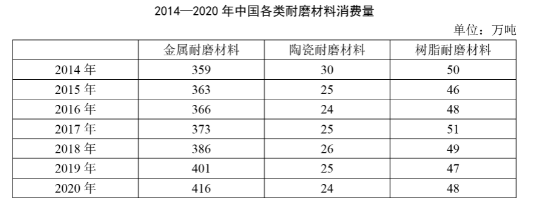 2014—2020 年中国各类耐磨材料消费量
单位：万吨
金属耐磨材料 陶瓷耐磨材料 树脂耐磨材料
2014 年 359 30 50
2015 年 363 25 46
2016 年 366 24 48
2017 年 373 25 51
2018 年 386 26 49
2019 年 401 25 47
2020 年 416 24 48